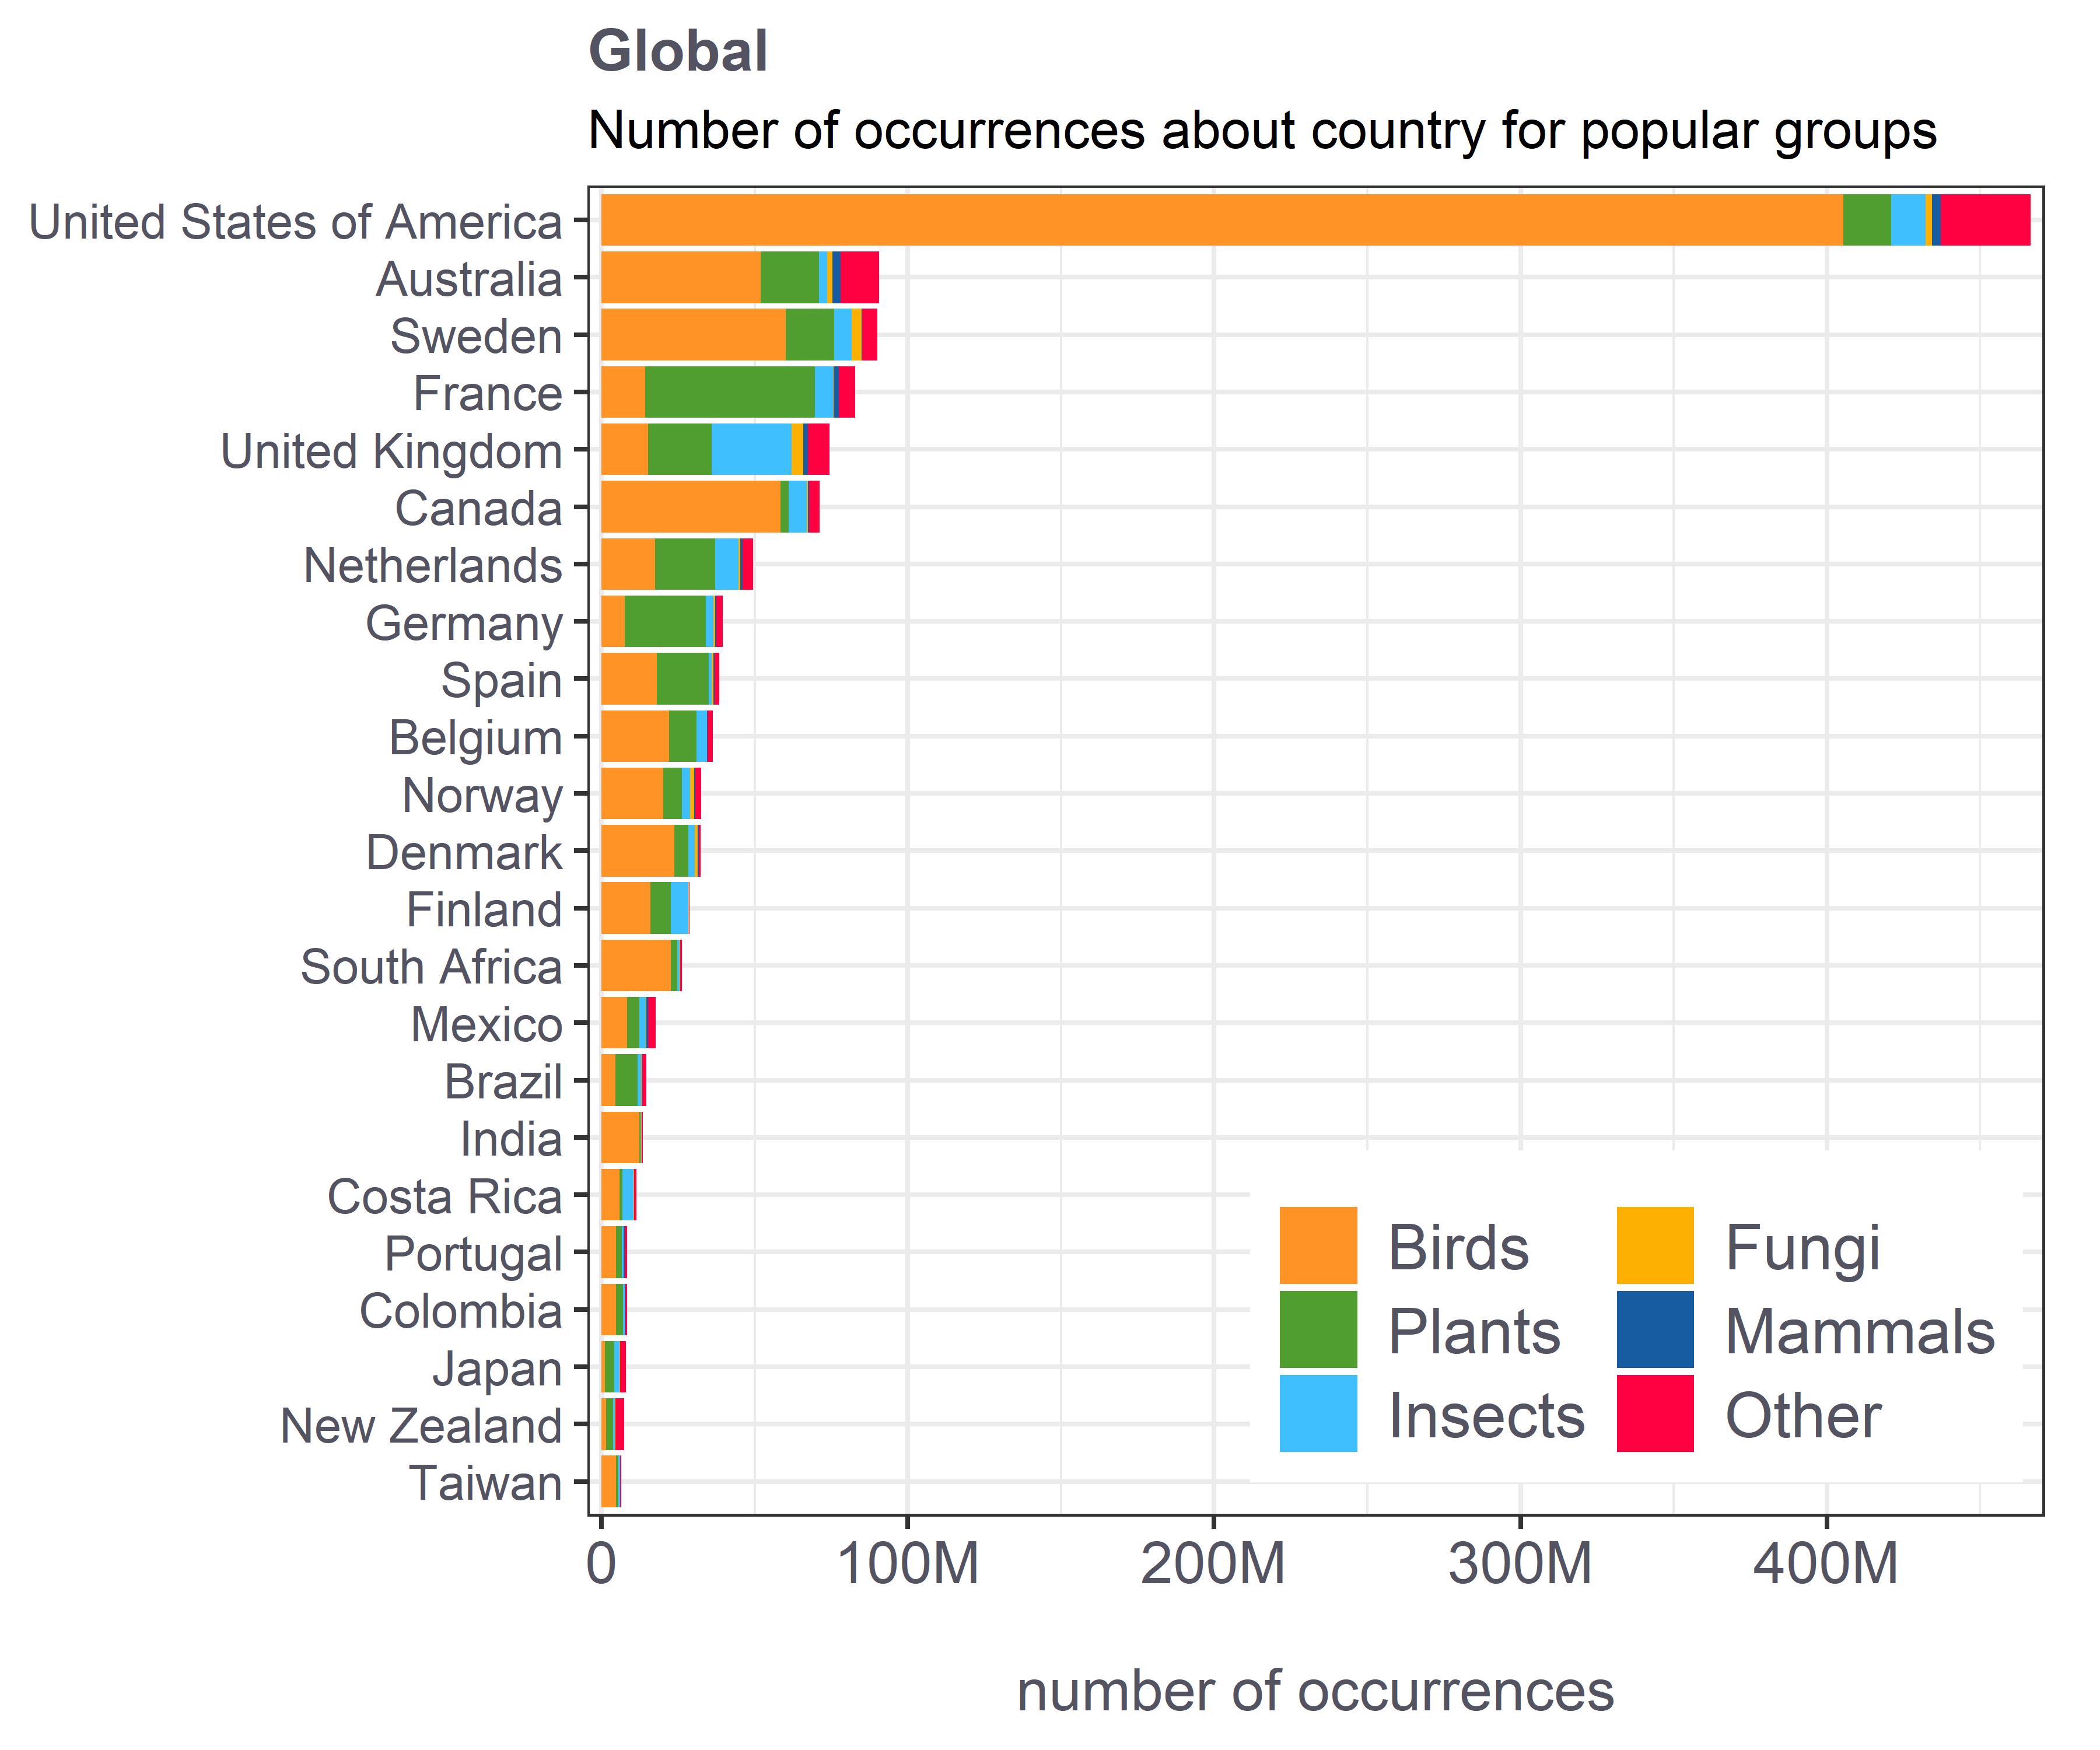 Global
Number of occurrences about country for popular groups
United States of America
Australia
Sweden
France
United Kingdom
Canada
Netherlands
Germany
Spain
Belgium
Norway
Denmark
Finland
South Africa
Mexico
Brazil
India
Costa Rica
Portugal
Colombia
Japan
New Zealand
Taiwan
Birds
Plants
Insects
Fungi
Mammals
Other
0 100M 200M 300M 400M
number of occurrences